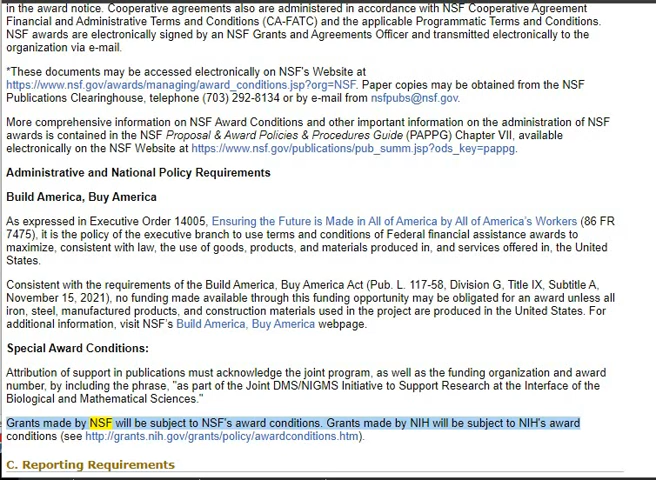 in the award notice. Cooperative agreements also are administered in accordance with NSF Cooperative Agreement
Financial and Administrative Terms and Conditions (CA-FATC) and the applicable Programmatic Terms and Conditions.
NSF awards are electronically signed by an NSF Grants and Agreements Officer and transmitted electronically to the
organization via e-mail.
*These documents may be accessed electronically on NSF's Website at
https://www.nsf.gov/awards/managing/award_conditions.jsp?org=NSF. Paper copies may be obtained from the NSF
Publications Clearinghouse, telephone (703) 292-8134 or by e-mail from nsfpubs@nsf.gov.
More comprehensive information on NSF Award Conditions and other important information on the administration of NSF
awards is contained in the NSF Proposal & Award Policies & Procedures Guide (PAPPG) Chapter VII, available
electronically on the NSF Website at https://www.nsf.gov/publications/pub_summ.jsp?ods_key=pappg.
Administrative and National Policy Requirements
Build America, Buy America
As expressed in Executive Order 14005, Ensuring the Future is Made in All of America by All of America's Workers (86 FR
7475), it is the policy of the executive branch to use terms and conditions of Federal financial assistance awards to
maximize, consistent with law, the use of goods, products, and materials produced in, and services offered in, the United
States.
Consistent with the requirements of the Build America, Buy America Act (Pub. L. 117-58, Division G, Title IX, Subtitle A,
November 15, 2021), no funding made available through this funding opportunity may be obligated for an award unless all
iron, steel, manufactured products, and construction materials used in the project are produced in the United States. For
additional information, visit NSF's Build America, Buy America webpage.
Special Award Conditions:
Attribution of support in publications must acknowledge the joint program, as well as the funding organization and award
number, by including the phrase, "as part of the Joint DMS/NIGMS Initiative to Support Research at the Interface of the
Biological and Mathematical Sciences."
Grants made by NSF will be subject to NSF's award conditions. Grants made by NIH will be subject to NIH's award
conditions (see http://grants.nih.gov/grants/policy/awardconditions.htm).
C. Reporting Requirements